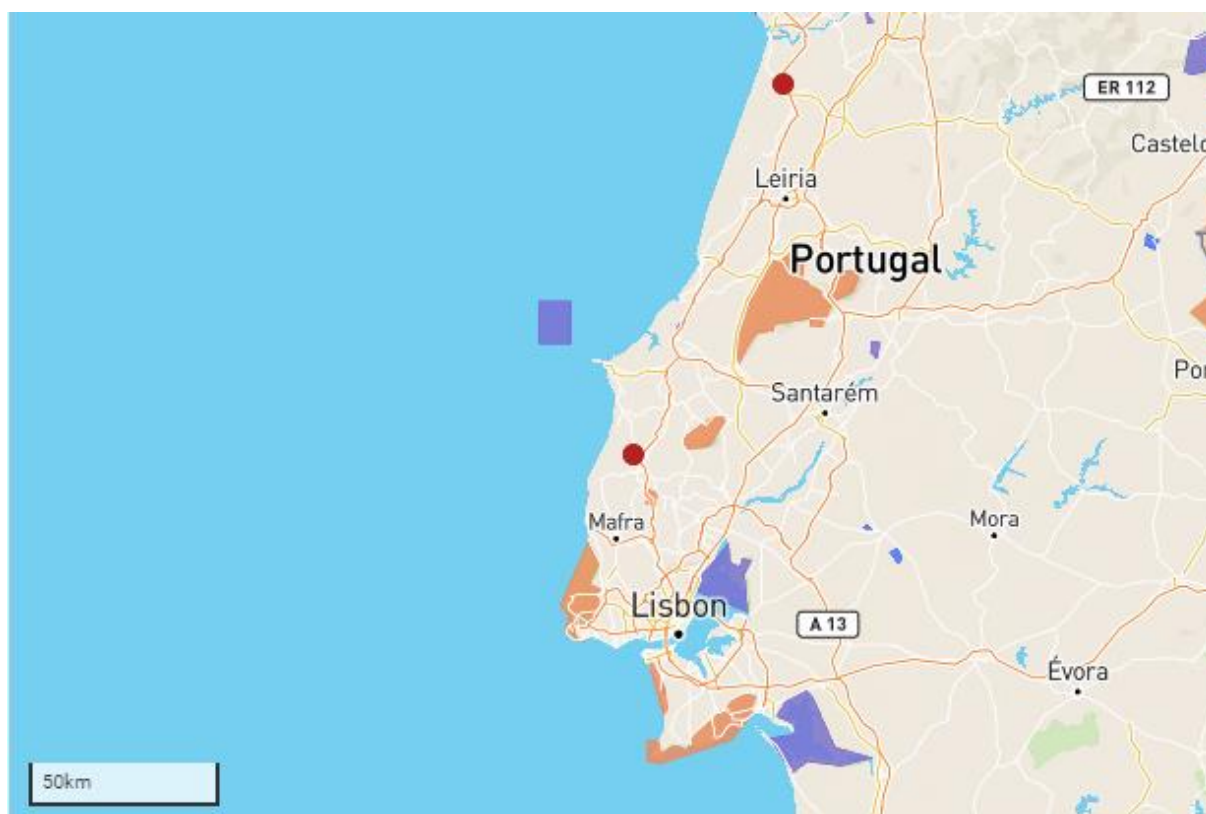 ER 112
Castelo
Leiria
Portugal
Por
Santarém
Mora
Mafra
Lisbon
A 13
Évora
50km